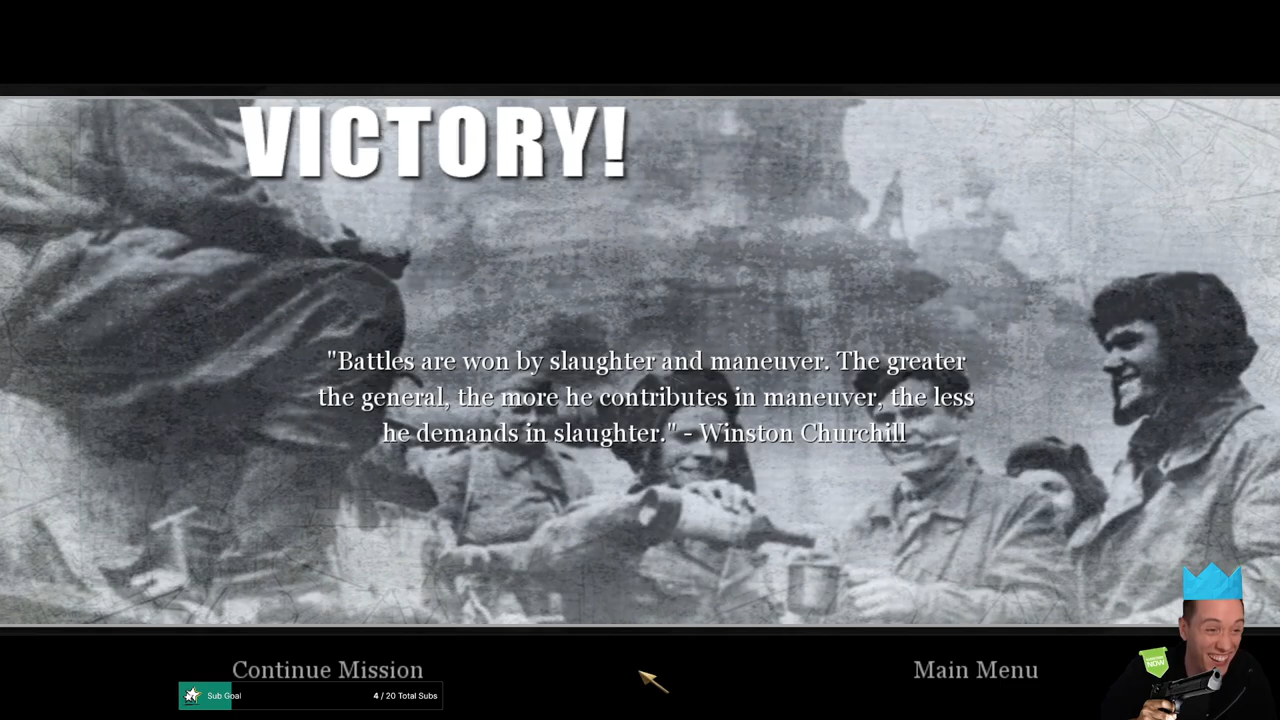 VICTORY!
"Battles are won by slaughter and maneuver. The greater
the general, the more he contributes in maneuver, the less
he demands in slaughter." - Winston Churchill
Continue Mission
Main Menu
Sub Goal
4 / 20 Total Subs
NOW